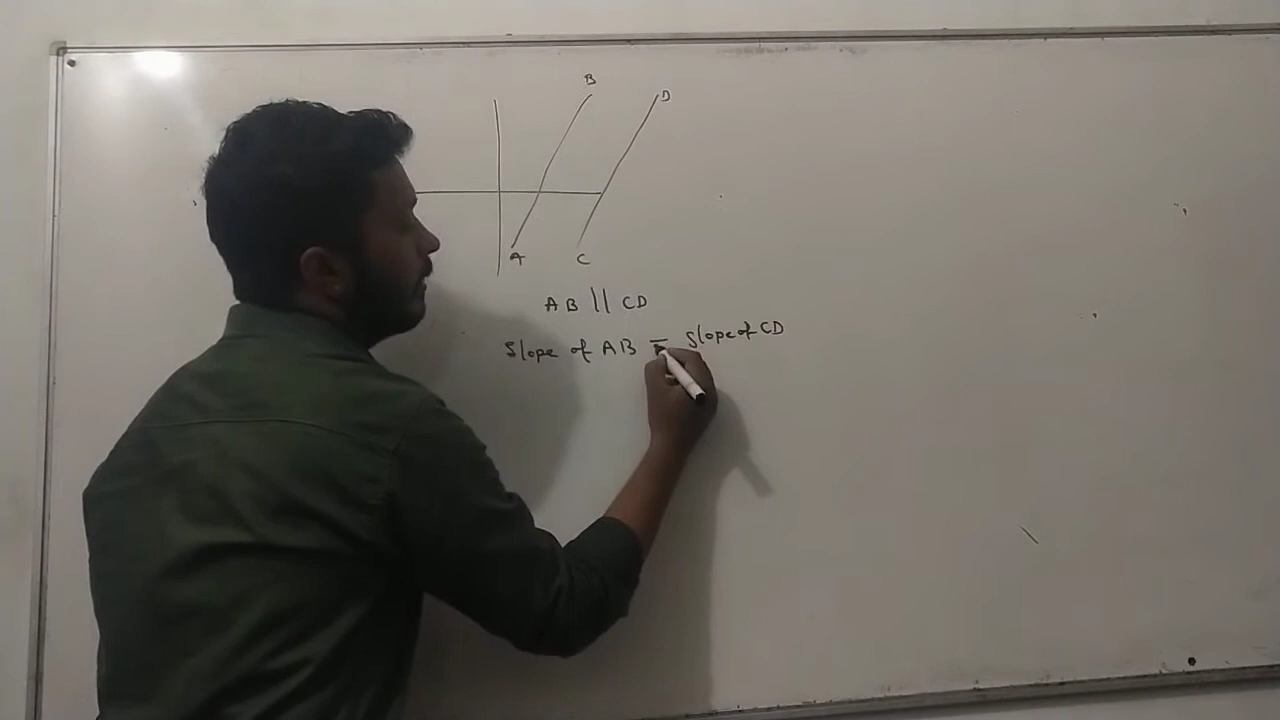 B
D
A
C
AB || CD
Slope of AB = Slope of CD